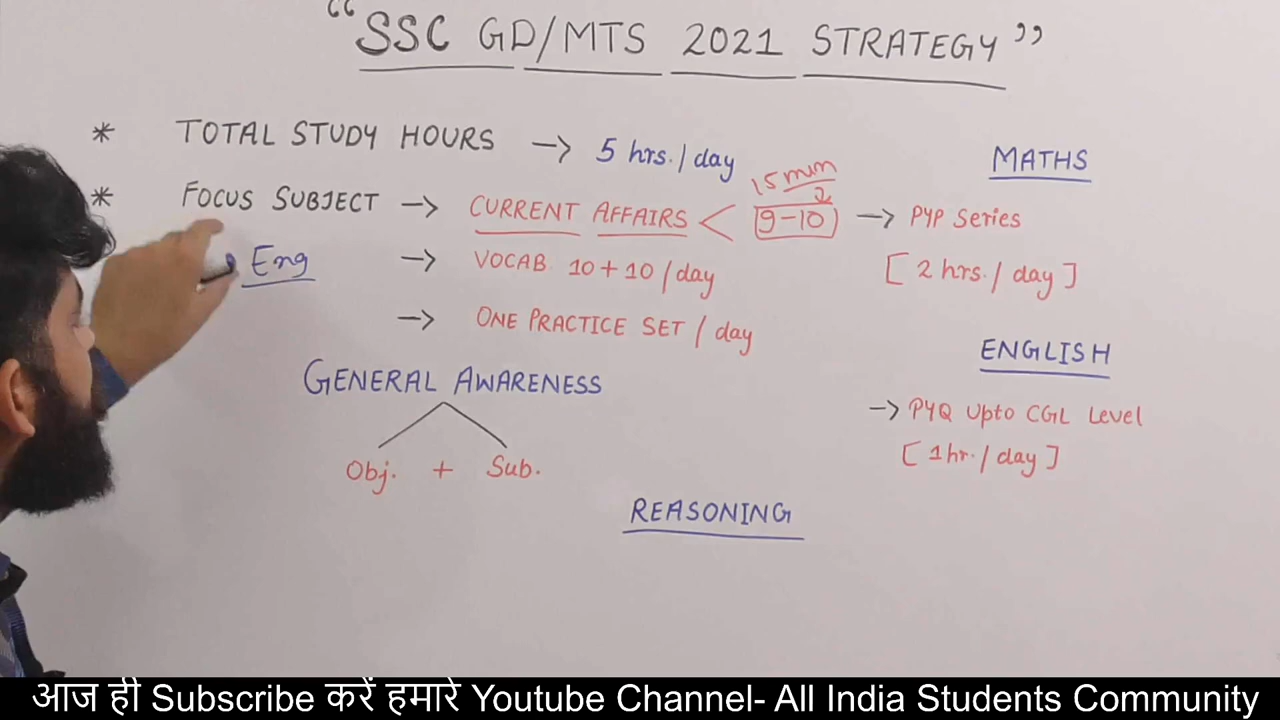 “SSC GD/MTS 2021 STRATEGY”
* TOTAL STUDY HOURS → 5 hrs./day
15 min
2
* FOCUS SUBJECT → CURRENT AFFAIRS < 9-10
Eng → VOCAB 10+10/day
→ ONE PRACTICE SET / day
GENERAL AWARENESS
Obj. + Sub.
MATHS
→ PYP Series
[2 hrs./day]
ENGLISH
→ PYQ Upto CGL Level
[1 hr./day]
REASONING
आज ही Subscribe करें हमारे Youtube Channel- All India Students Community